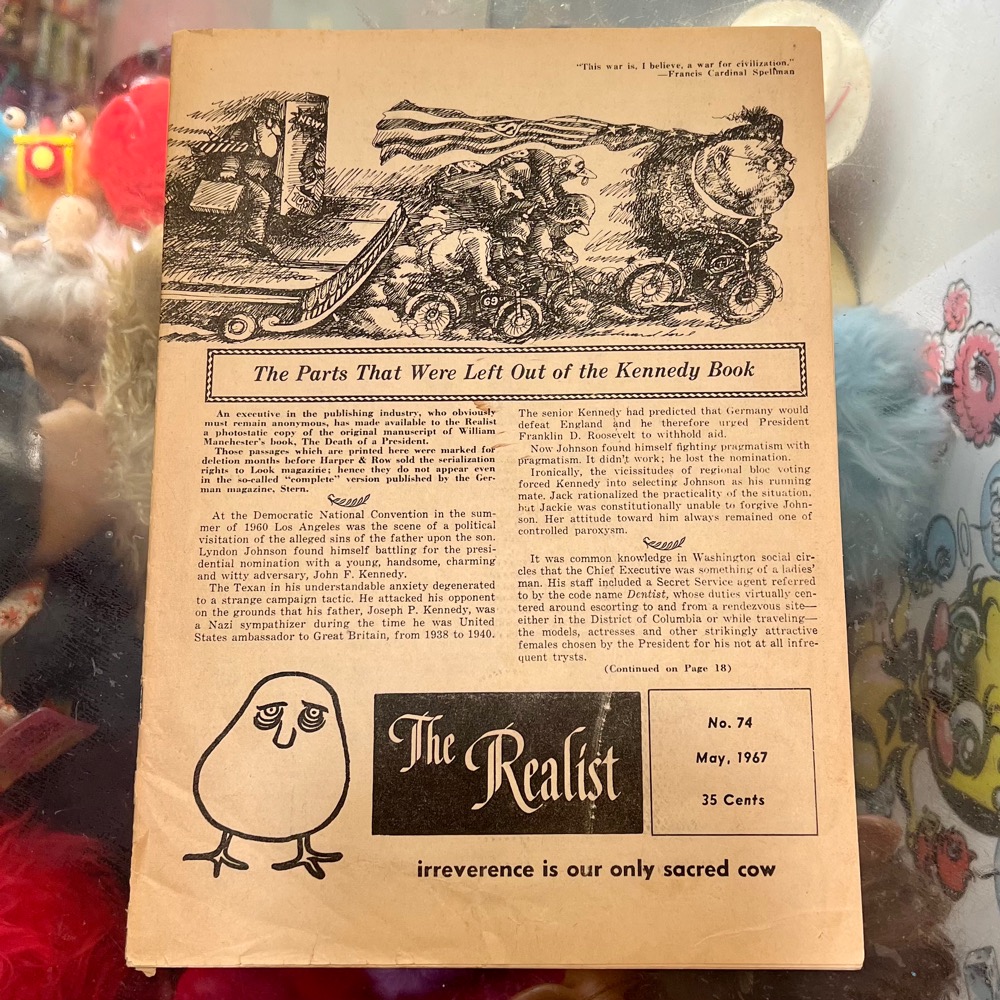 "This war is, I believe, a war for civilization."
—Francis Cardinal Spellman
NEW!
69
The Parts That Were Left Out of the Kennedy Book
An executive in the publishing industry, who obviously
must remain anonymous, has made available to the Realist
a photostatic copy of the original manuscript of William
Manchester's book, The Death of a President.
Those passages which are printed here were marked for
deletion months before Harper & Row sold the serialization
rights to Look magazine; hence they do not appear even
in the so-called "complete" version published by the Ger-
man magazine, Stern.
At the Democratic National Convention in the sum-
mer of 1960 Los Angeles was the scene of a political
visitation of the alleged sins of the father upon the son.
Lyndon Johnson found himself battling for the presi-
dential nomination with a young, handsome, charming
and witty adversary, John F. Kennedy.
The Texan in his understandable anxiety degenerated
to a strange campaign tactic. He attacked his opponent
on the grounds that his father, Joseph P. Kennedy, was
a Nazi sympathizer during the time he was United
States ambassador to Great Britain, from 1938 to 1940.
The senior Kennedy had predicted that Germany would
defeat England and he therefore urged President
Franklin D. Roosevelt to withhold aid.
Now Johnson found himself fighting pragmatism with
pragmatism. It didn't work; he lost the nomination.
Ironically, the vicissitudes of regional bloc voting
forced Kennedy into selecting Johnson as his running
mate. Jack rationalized the practicality of the situation,
but Jackie was constitutionally unable to forgive John-
son. Her attitude toward him always remained one of
controlled paroxysm.
It was common knowledge in Washington social cir-
cles that the Chief Executive was something of a ladies'
man. His staff included a Secret Service agent referred
to by the code name Dentist, whose duties virtually cen-
tered around escorting to and from a rendezvous site—
either in the District of Columbia or while traveling—
the models, actresses and other strikingly attractive
females chosen by the President for his not at all infre-
quent trysts.
(Continued on Page 18)
The Realist
No. 74
May, 1967
35 Cents
irreverence is our only sacred cow